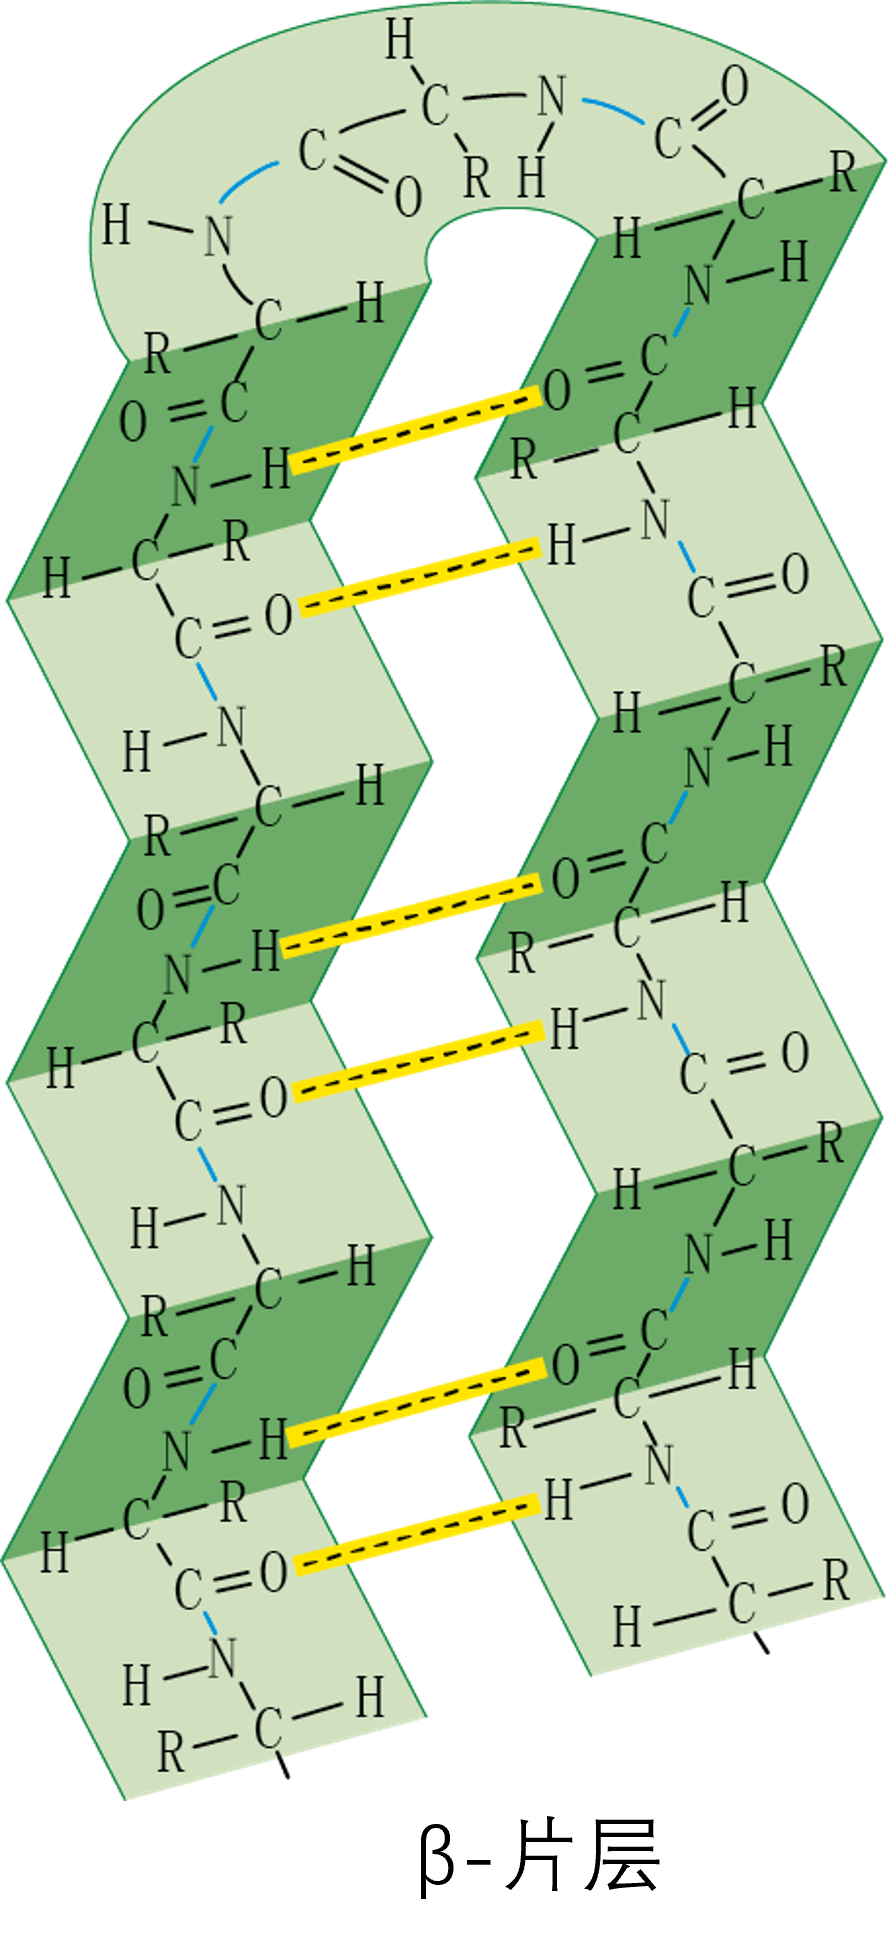 H
C N C O
C O R H
H N C R
H
C H N H
R
C O
O C
N H C H
R
H C R H N
C O C O
H N H C R
C H N H
R
O C O C
N H R C H
H C R H N
C O C O
H N H C R
R C H N H
O C O C
N H R C H
H C R H N
C O C O
H N H C R
R C H
β-片层